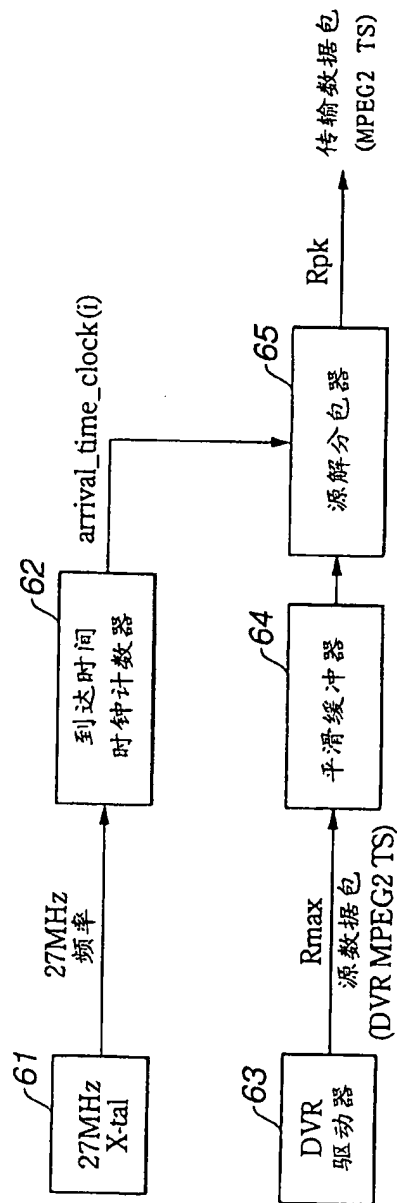 61
27MHz
X-tal
27MHz
频率
62
到达时间
时钟计数器
arrival_time_clock(i)
63
DVR
驱动器
Rmax
源数据包
(DVR MPEG2 TS)
64
平滑缓冲器
65
源解分包器
Rpk
传输数据包
(MPEG2 TS)